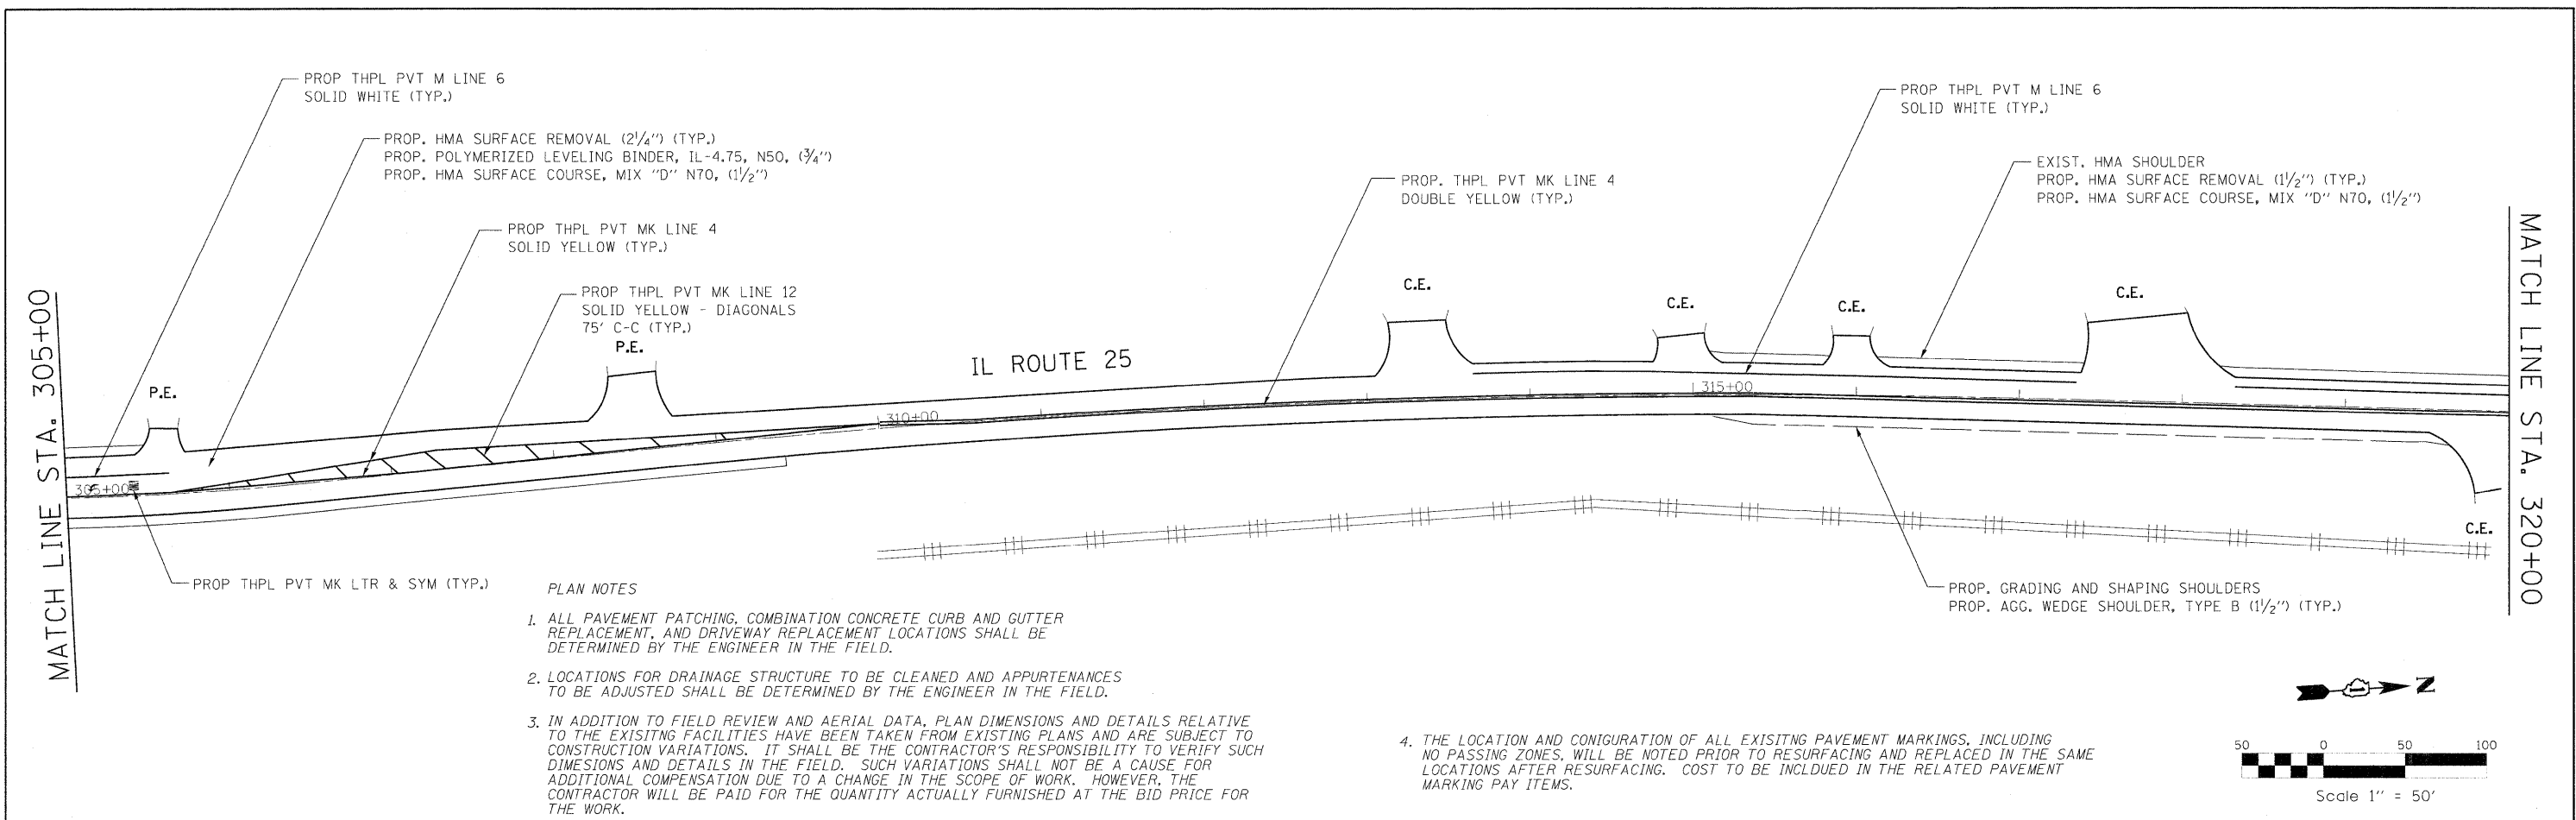 PROP THPL PVT M LINE 6
SOLID WHITE (TYP.)
PROP. HMA SURFACE REMOVAL (2 1/4") (TYP.)
PROP. POLYMERIZED LEVELING BINDER, IL-4.75, N50, (3/4")
PROP. HMA SURFACE COURSE, MIX "D" N70, (1 1/2")
PROP THPL PVT MK LINE 4
SOLID YELLOW (TYP.)
PROP THPL PVT MK LINE 12
SOLID YELLOW - DIAGONALS
75' C-C (TYP.)
PROP. THPL PVT MK LINE 4
DOUBLE YELLOW (TYP.)
PROP THPL PVT M LINE 6
SOLID WHITE (TYP.)
EXIST. HMA SHOULDER
PROP. HMA SURFACE REMOVAL (1 1/2") (TYP.)
PROP. HMA SURFACE COURSE, MIX "D" N70, (1 1/2")
MATCH LINE STA. 305+00
P.E.
P.E.
IL ROUTE 25
C.E.
C.E.
C.E.
C.E.
C.E.
305+00
310+00
315+00
MATCH LINE STA. 320+00
PROP THPL PVT MK LTR & SYM (TYP.)
PROP. GRADING AND SHAPING SHOULDERS
PROP. AGG. WEDGE SHOULDER, TYPE B (1 1/2") (TYP.)
PLAN NOTES
1. ALL PAVEMENT PATCHING, COMBINATION CONCRETE CURB AND GUTTER
REPLACEMENT, AND DRIVEWAY REPLACEMENT LOCATIONS SHALL BE
DETERMINED BY THE ENGINEER IN THE FIELD.
2. LOCATIONS FOR DRAINAGE STRUCTURE TO BE CLEANED AND APPURTENANCES
TO BE ADJUSTED SHALL BE DETERMINED BY THE ENGINEER IN THE FIELD.
3. IN ADDITION TO FIELD REVIEW AND AERIAL DATA, PLAN DIMENSIONS AND DETAILS RELATIVE
TO THE EXISITNG FACILITIES HAVE BEEN TAKEN FROM EXISTING PLANS AND ARE SUBJECT TO
CONSTRUCTION VARIATIONS. IT SHALL BE THE CONTRACTOR'S RESPONSIBILITY TO VERIFY SUCH
DIMESIONS AND DETAILS IN THE FIELD. SUCH VARIATIONS SHALL NOT BE A CAUSE FOR
ADDITIONAL COMPENSATION DUE TO A CHANGE IN THE SCOPE OF WORK. HOWEVER, THE
CONTRACTOR WILL BE PAID FOR THE QUANTITY ACTUALLY FURNISHED AT THE BID PRICE FOR
THE WORK.
4. THE LOCATION AND CONIGURATION OF ALL EXISITNG PAVEMENT MARKINGS, INCLUDING
NO PASSING ZONES, WILL BE NOTED PRIOR TO RESURFACING AND REPLACED IN THE SAME
LOCATIONS AFTER RESURFACING. COST TO BE INCLDUED IN THE RELATED PAVEMENT
MARKING PAY ITEMS.
N
50 0 50 100
Scale 1" = 50'